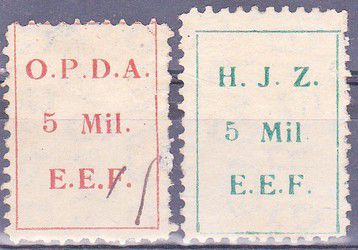 O.P.D.A.
5 Mil.
E.E.F.
H. J. Z.
5 Mil
E.E.F.